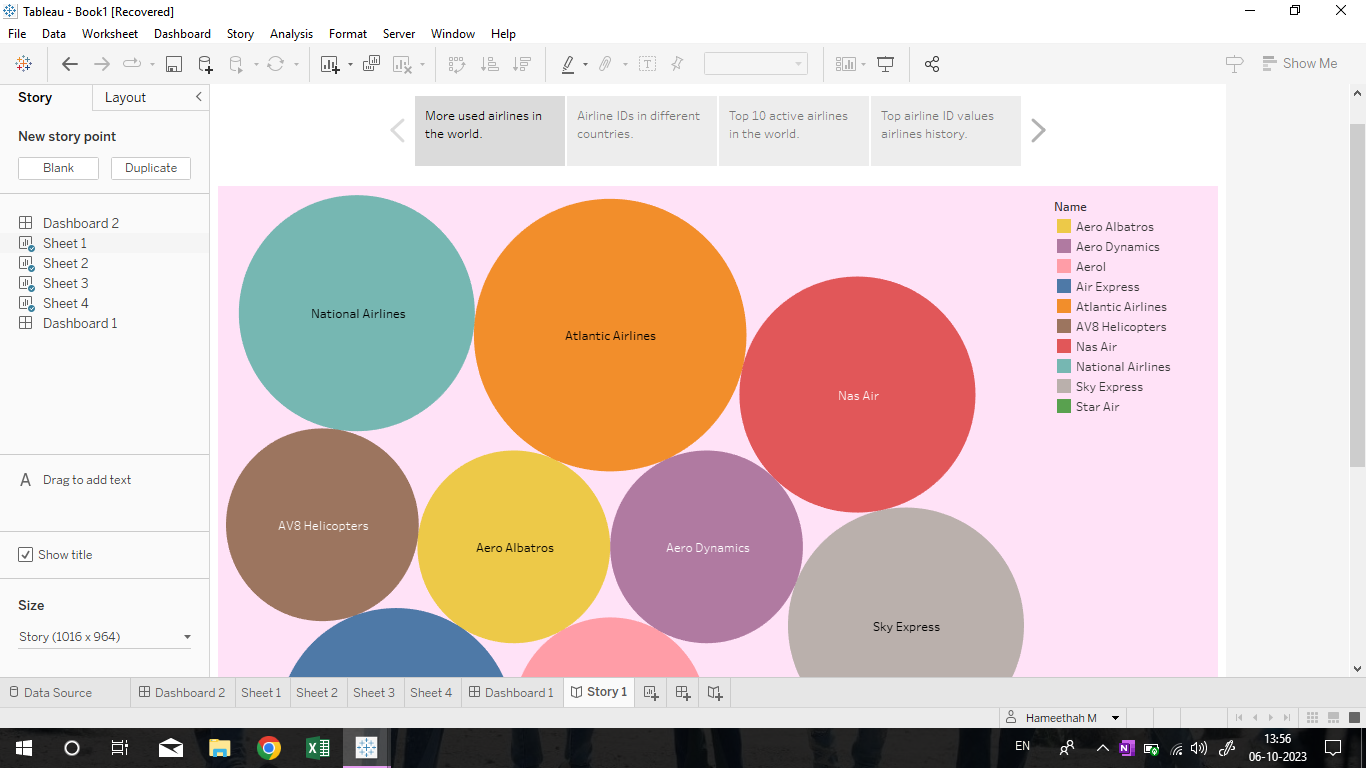 Tableau - Book1 [Recovered]
File Data Worksheet Dashboard Story Analysis Format Server Window Help
Show Me
Story Layout
New story point
Blank Duplicate
Dashboard 2
Sheet 1
Sheet 2
Sheet 3
Sheet 4
Dashboard 1
A Drag to add text
Show title
Size
Story (1016 x 964)
More used airlines in
the world.
Airline IDs in different
countries.
Top 10 active airlines
in the world.
Top airline ID values
airlines history.
National Airlines
Atlantic Airlines
Nas Air
AV8 Helicopters
Aero Albatros
Aero Dynamics
Sky Express
Name
Aero Albatros
Aero Dynamics
Aerol
Air Express
Atlantic Airlines
AV8 Helicopters
Nas Air
National Airlines
Sky Express
Star Air
Data Source Dashboard 2 Sheet 1 Sheet 2 Sheet 3 Sheet 4 Dashboard 1 Story 1
Hameethah M
EN
13:56
06-10-2023